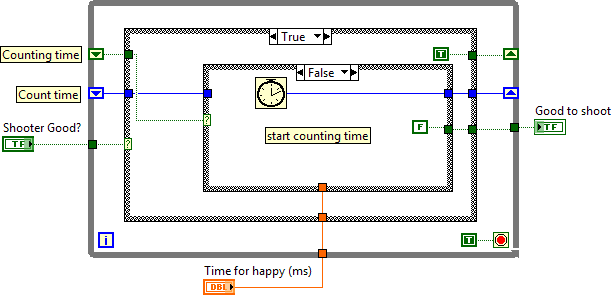 True
Counting time
T
False
Count time
Good to shoot
Shooter Good?
start counting time
F
TF
TF
?
?
i
T
Time for happy (ms)
DBL